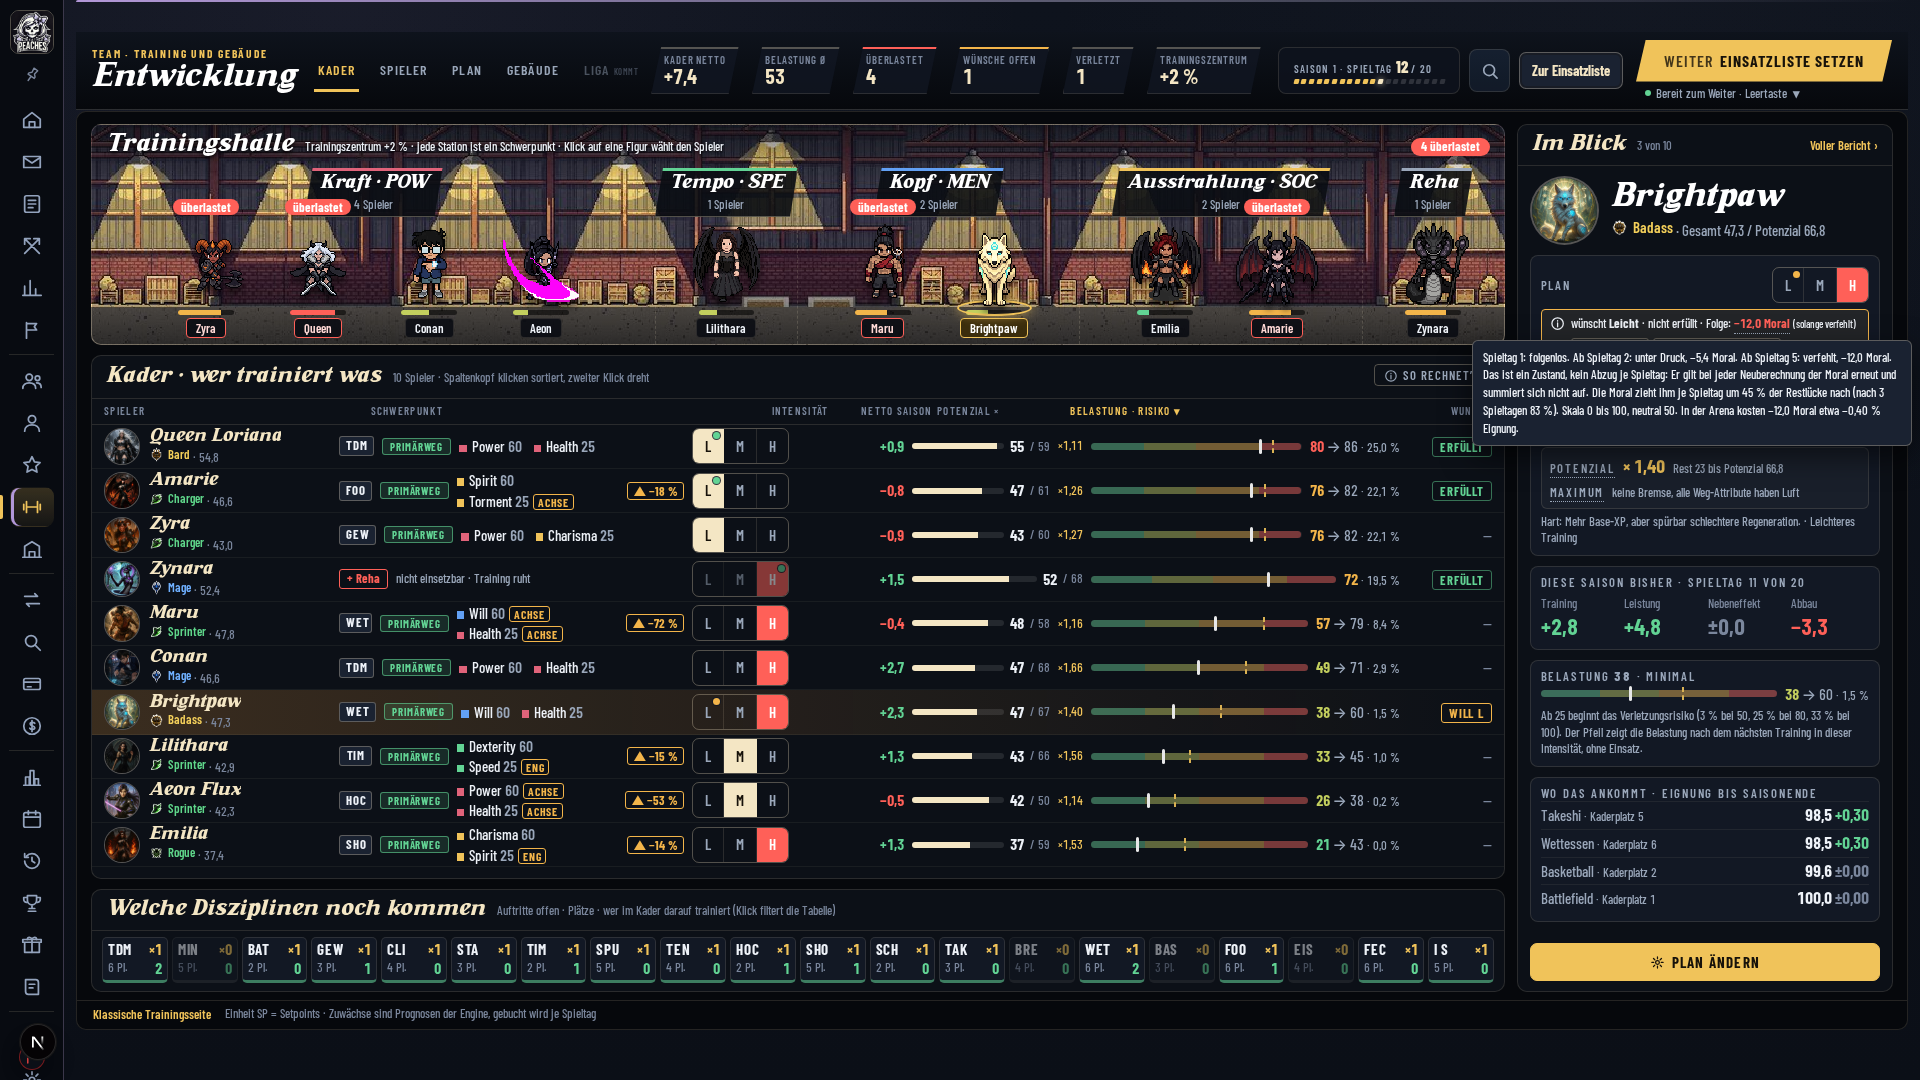 TEAM · TRAINING UND GEBÄUDE
Entwicklung
KADER
SPIELER
PLAN
GEBÄUDE
LIGA KOMMT
KADER NETTO
+7,4
BELASTUNG Ø
53
ÜBERLASTET
4
WÜNSCHE OFFEN
1
VERLETZT
1
TRAININGSZENTRUM
+2 %
SAISON 1 · SPIELTAG 12 / 20
Zur Einsatzliste
WEITER EINSATZLISTE SETZEN
Bereit zum Weiter · Leertaste ▼
Trainingshalle Trainingszentrum +2 % · jede Station ist ein Schwerpunkt · Klick auf eine Figur wählt den Spieler
4 überlastet
Kraft · POW
4 Spieler
Tempo · SPE
1 Spieler
Kopf · MEN
2 Spieler
Ausstrahlung · SOC
2 Spieler
Reha
1 Spieler
überlastet
überlastet
überlastet
überlastet
Zyra
Queen
Conan
Aeon
Lilithara
Maru
Brightpaw
Emilia
Amarie
Zynara
Kader · wer trainiert was 10 Spieler · Spaltenkopf klicken sortiert, zweiter Klick dreht
SO RECHNET
SPIELER SCHWERPUNKT INTENSITÄT NETTO SAISON POTENZIAL × BELASTUNG · RISIKO ▼ WUN
Queen Loriana
Bard · 54,8
TDM PRIMÄRWEG Power 60 Health 25 L M H +0,9 55 / 59 ×1,11 80 → 86 · 25,0 % ERFÜLLT
Amarie
Charger · 46,6
FOO PRIMÄRWEG Spirit 60
Torment 25 ACHSE ▲ −18 % L M H −0,8 47 / 61 ×1,26 76 → 82 · 22,1 % ERFÜLLT
Zyra
Charger · 43,0
GEW PRIMÄRWEG Power 60 Charisma 25 L M H −0,9 43 / 60 ×1,27 76 → 82 · 22,1 % –
Zynara
Mage · 52,4
+ Reha nicht einsetzbar · Training ruht L M H +1,5 52 / 68 72 · 19,5 % ERFÜLLT
Maru
Sprinter · 47,8
WET PRIMÄRWEG Will 60 ACHSE
Health 25 ACHSE ▲ −72 % L M H −0,4 48 / 58 ×1,16 57 → 79 · 8,4 % –
Conan
Mage · 46,6
TDM PRIMÄRWEG Power 60 Health 25 L M H +2,7 47 / 68 ×1,66 49 → 71 · 2,9 % –
Brightpaw
Badass · 47,3
WET PRIMÄRWEG Will 60 Health 25 L M H +2,3 47 / 67 ×1,40 38 → 60 · 1,5 % WILL L
Lilithara
Sprinter · 42,9
TIM PRIMÄRWEG Dexterity 60
Speed 25 ENG ▲ −15 % L M H +1,3 43 / 66 ×1,56 33 → 45 · 1,0 % –
Aeon Flux
Sprinter · 42,3
HOC PRIMÄRWEG Power 60 ACHSE
Health 25 ACHSE ▲ −53 % L M H −0,5 42 / 50 ×1,14 26 → 38 · 0,2 % –
Emilia
Rogue · 37,4
SHO PRIMÄRWEG Charisma 60
Spirit 25 ENG ▲ −14 % L M H +1,3 37 / 59 ×1,53 21 → 43 · 0,0 % –
Welche Disziplinen noch kommen Auftritte offen · Plätze · wer im Kader darauf trainiert (Klick filtert die Tabelle)
TDM ×1 MIN ×0 BAT ×1 GEW ×1 CLI ×1 STA ×1 TIM ×1 SPU ×1 TEN ×1 HOC ×1 SHO ×1 SCH ×1 TAK ×1 BRE ×0 WET ×1 BAS ×0 FOO ×1 EIS ×0 FEC ×1 I S ×1
6 Pl. 2 5 Pl. 0 2 Pl. 0 3 Pl. 1 4 Pl. 0 3 Pl. 0 2 Pl. 1 5 Pl. 0 4 Pl. 0 2 Pl. 1 5 Pl. 1 2 Pl. 0 3 Pl. 0 4 Pl. 0 6 Pl. 2 3 Pl. 0 6 Pl. 1 4 Pl. 0 6 Pl. 0 5 Pl. 0
Klassische Trainingsseite Einheit SP = Setpoints · Zuwächse sind Prognosen der Engine, gebucht wird je Spieltag
Im Blick 3 von 10
Voller Bericht ›
Brightpaw
Badass · Gesamt 47,3 / Potenzial 66,8
PLAN
L M H
wünscht Leicht · nicht erfüllt · Folge: −12,0 Moral (solange verfehlt)
Spieltag 1: folgenlos. Ab Spieltag 2: unter Druck, −5,4 Moral. Ab Spieltag 5: verfehlt, −12,0 Moral.
Das ist ein Zustand, kein Abzug je Spieltag: Er gilt bei jeder Neuberechnung der Moral erneut und
summiert sich nicht auf. Die Moral zieht ihm je Spieltag um 45 % der Restlücke nach (nach 3
Spieltagen 83 %). Skala 0 bis 100, neutral 50. In der Arena kosten −12,0 Moral etwa −0,40 %
Eignung.
POTENZIAL × 1,40 Rest 23 bis Potenzial 66,8
MAXIMUM keine Bremse, alle Weg-Attribute haben Luft
Hart: Mehr Base-XP, aber spürbar schlechtere Regeneration. · Leichteres
Training
DIESE SAISON BISHER · SPIELTAG 11 VON 20
Training Leistung Nebeneffekt Abbau
+2,8 +4,8 ±0,0 −3,3
BELASTUNG 38 · MINIMAL
38 → 60 · 1,5 %
Ab 25 beginnt das Verletzungsrisiko (3 % bei 50, 25 % bei 80, 33 % bei
100). Der Pfeil zeigt die Belastung nach dem nächsten Training in dieser
Intensität, ohne Einsatz.
WO DAS ANKOMMT · EIGNUNG BIS SAISONENDE
Takeshi · Kaderplatz 5 98,5 +0,30
Wettessen · Kaderplatz 6 98,5 +0,30
Basketball · Kaderplatz 2 99,6 ±0,00
Battlefield · Kaderplatz 1 100,0 ±0,00
PLAN ÄNDERN
N